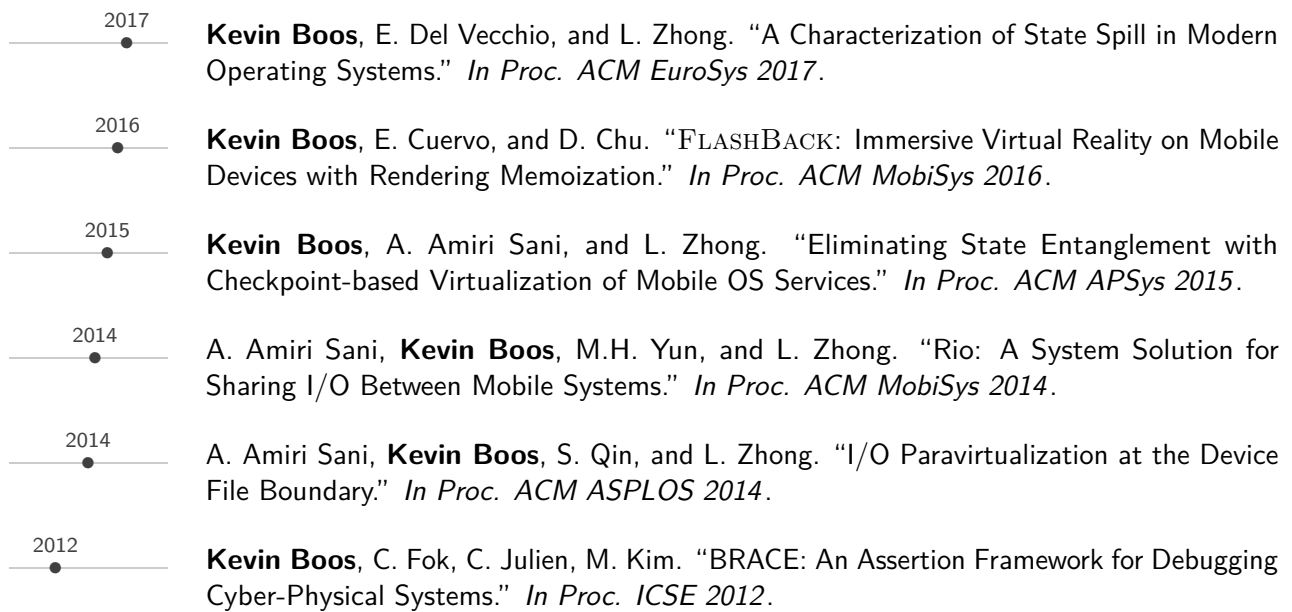 2017
Kevin Boos, E. Del Vecchio, and L. Zhong. “A Characterization of State Spill in Modern
Operating Systems.” In Proc. ACM EuroSys 2017.
2016
Kevin Boos, E. Cuervo, and D. Chu. “FLASHBACK: Immersive Virtual Reality on Mobile
Devices with Rendering Memoization.” In Proc. ACM MobiSys 2016.
2015
Kevin Boos, A. Amiri Sani, and L. Zhong. “Eliminating State Entanglement with
Checkpoint-based Virtualization of Mobile OS Services.” In Proc. ACM APSys 2015.
2014
A. Amiri Sani, Kevin Boos, M.H. Yun, and L. Zhong. “Rio: A System Solution for
Sharing I/O Between Mobile Systems.” In Proc. ACM MobiSys 2014.
2014
A. Amiri Sani, Kevin Boos, S. Qin, and L. Zhong. “I/O Paravirtualization at the Device
File Boundary.” In Proc. ACM ASPLOS 2014.
2012
Kevin Boos, C. Fok, C. Julien, M. Kim. “BRACE: An Assertion Framework for Debugging
Cyber-Physical Systems.” In Proc. ICSE 2012.